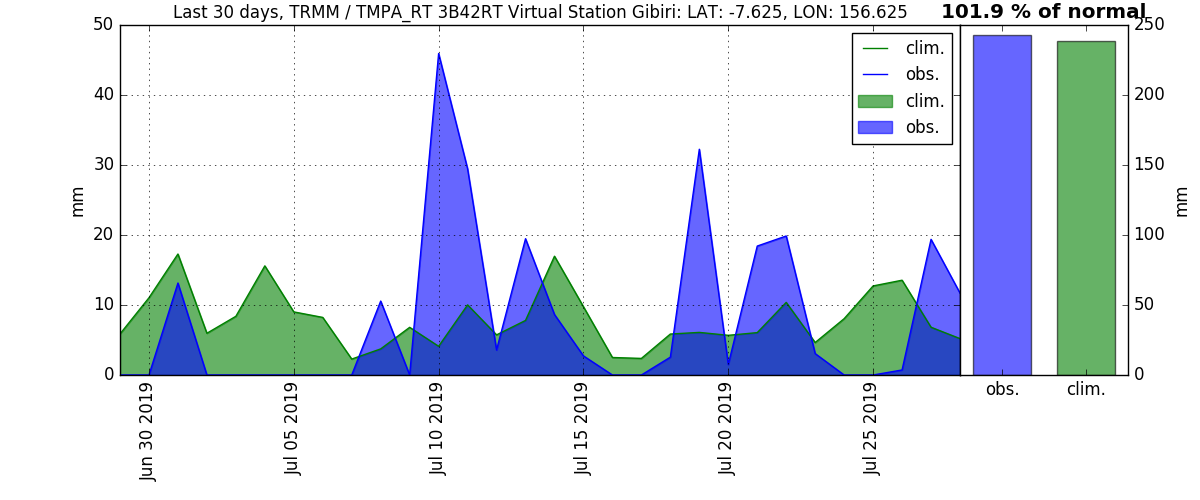 Last 30 days, TRMM / TMPA_RT 3B42RT Virtual Station Gibiri: LAT: -7.625, LON: 156.625
101.9 % of normal
50
40
30
20
10
0
mm
clim.
obs.
clim.
obs.
Jun 30 2019
Jul 05 2019
Jul 10 2019
Jul 15 2019
Jul 20 2019
Jul 25 2019
250
200
150
100
50
0
mm
obs.
clim.